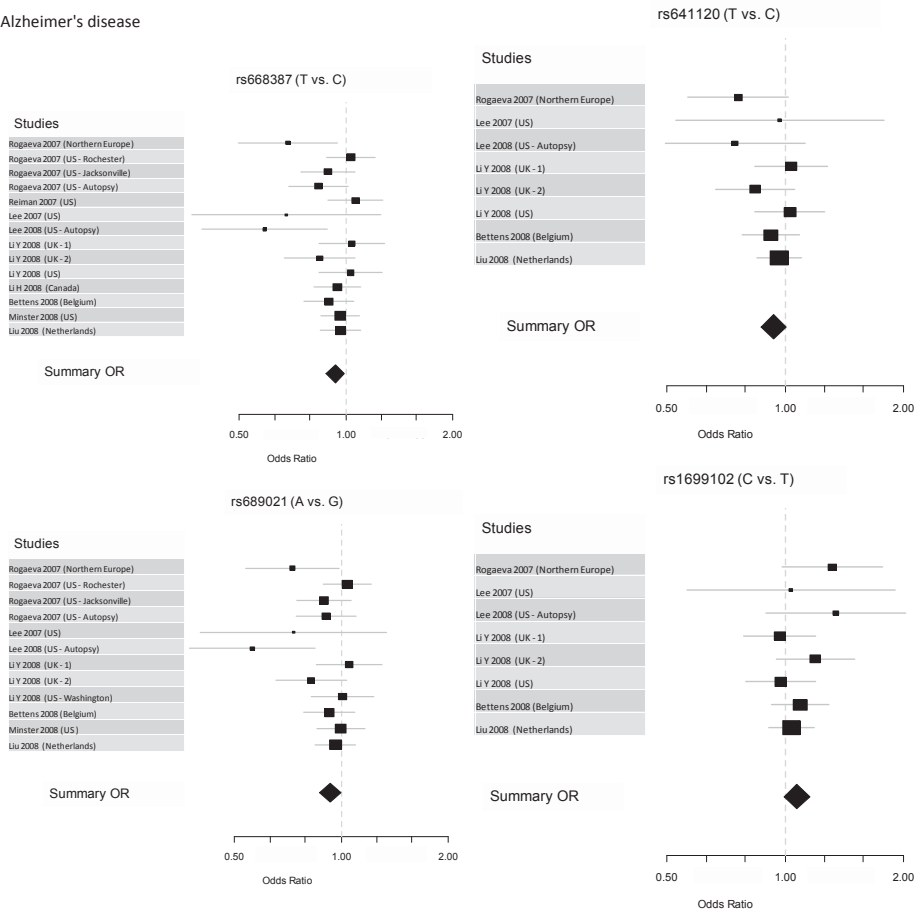 Alzheimer's disease
rs668387 (T vs. C)
Studies
Rogaeva 2007 (Northern Europe)
Rogaeva 2007 (US - Rochester)
Rogaeva 2007 (US - Jacksonville)
Rogaeva 2007 (US - Autopsy)
Reiman 2007 (US)
Lee 2007 (US)
Lee 2008 (US - Autopsy)
Li Y 2008 (UK - 1)
Li Y 2008 (UK - 2)
Li Y 2008 (US)
Li H 2008 (Canada)
Bettens 2008 (Belgium)
Minster 2008 (US)
Liu 2008 (Netherlands)
Summary OR
0.50 1.00 2.00
Odds Ratio
rs641120 (T vs. C)
Studies
Rogaeva 2007 (Northern Europe)
Lee 2007 (US)
Lee 2008 (US - Autopsy)
Li Y 2008 (UK - 1)
Li Y 2008 (UK - 2)
Li Y 2008 (US)
Bettens 2008 (Belgium)
Liu 2008 (Netherlands)
Summary OR
0.50 1.00 2.00
Odds Ratio
rs689021 (A vs. G)
Studies
Rogaeva 2007 (Northern Europe)
Rogaeva 2007 (US - Rochester)
Rogaeva 2007 (US - Jacksonville)
Rogaeva 2007 (US - Autopsy)
Lee 2007 (US)
Lee 2008 (US - Autopsy)
Li Y 2008 (UK - 1)
Li Y 2008 (UK - 2)
Li Y 2008 (US - Washington)
Bettens 2008 (Belgium)
Minster 2008 (US)
Liu 2008 (Netherlands)
Summary OR
0.50 1.00 2.00
Odds Ratio
rs1699102 (C vs. T)
Studies
Rogaeva 2007 (Northern Europe)
Lee 2007 (US)
Lee 2008 (US - Autopsy)
Li Y 2008 (UK - 1)
Li Y 2008 (UK - 2)
Li Y 2008 (US)
Bettens 2008 (Belgium)
Liu 2008 (Netherlands)
Summary OR
0.50 1.00 2.00
Odds Ratio